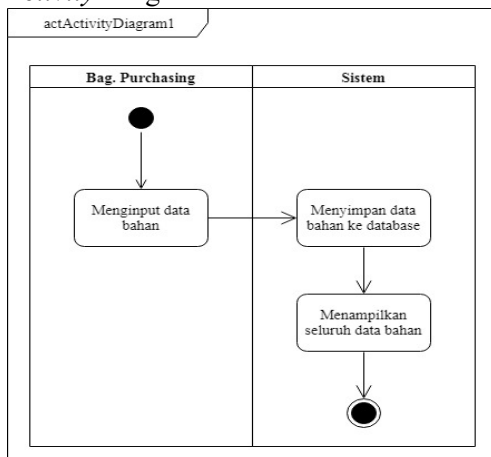 actActivityDiagram1
Bag. Purchasing
Sistem
Menginput data
bahan
Menyimpan data
bahan ke database
Menampilkan
seluruh data bahan